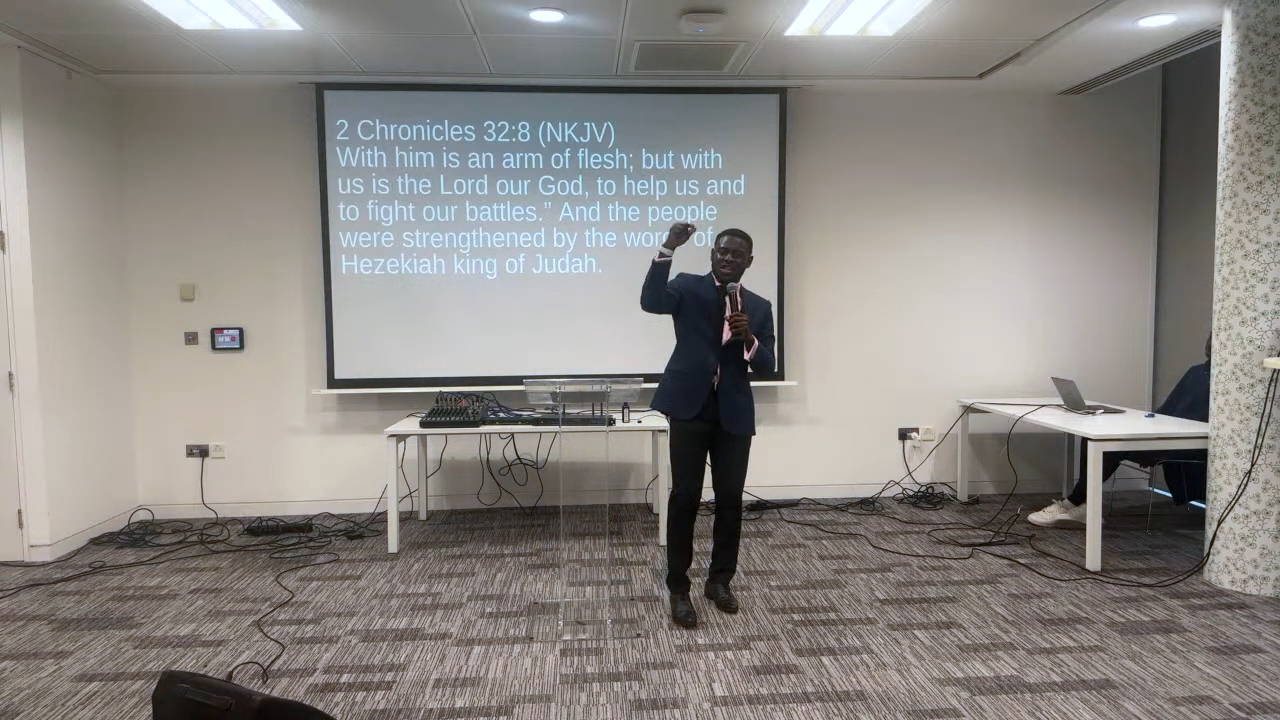 2 Chronicles 32:8 (NKJV)
With him is an arm of flesh; but with
us is the Lord our God, to help us and
to fight our battles.” And the people
were strengthened by the of
Hezekiah king of Judah.